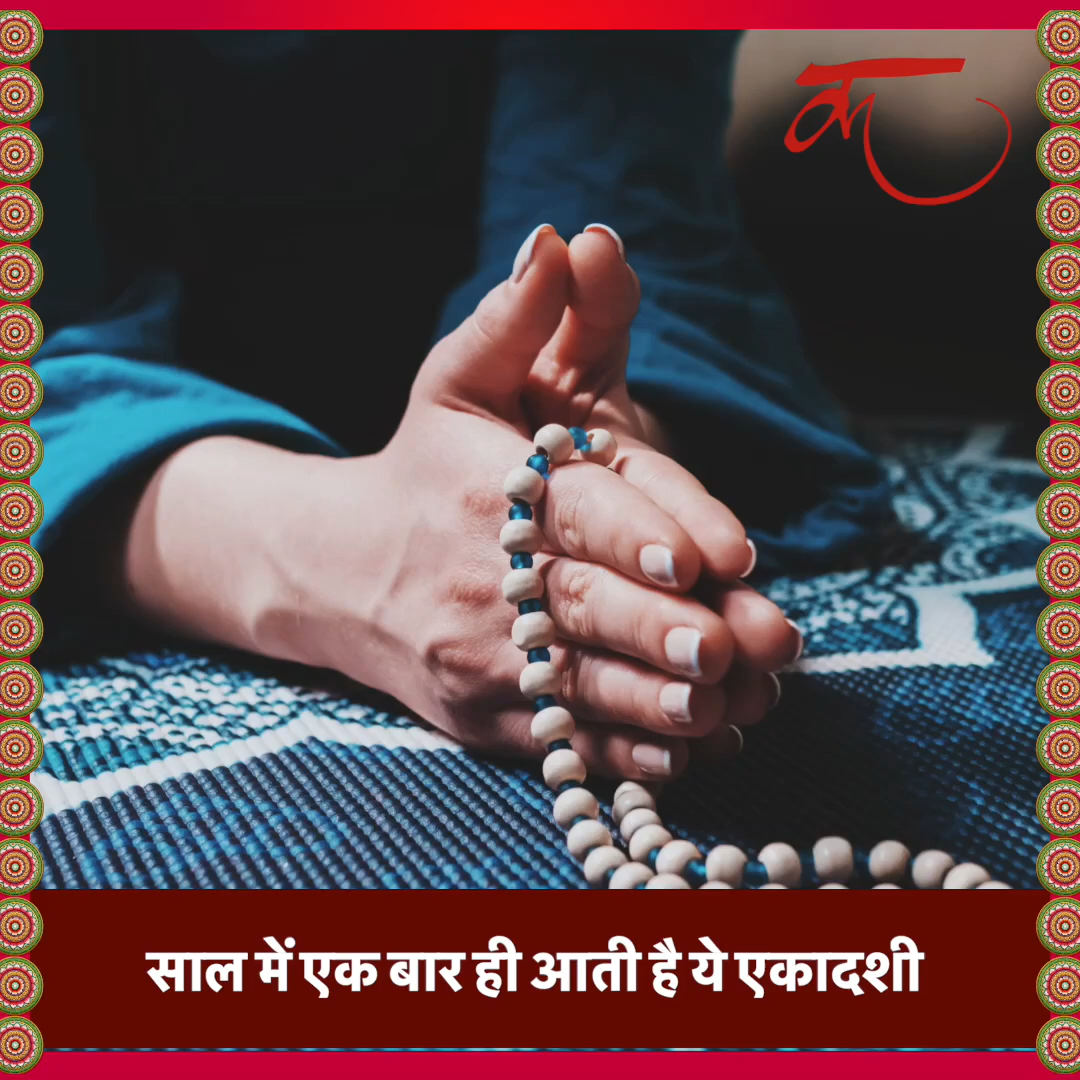 साल में एक बार ही आती है ये एकादशी